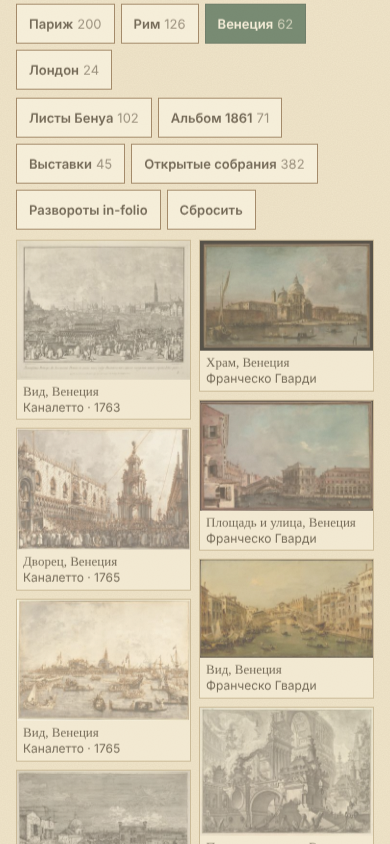 Париж 200
Рим 126
Венеция 62
Лондон 24
Листы Бенуа 102
Альбом 1861 71
Выставки 45
Открытые собрания 382
Развороты in-folio
Сбросить
Вид, Венеция
Каналетто · 1763
Храм, Венеция
Франческо Гварди
Дворец, Венеция
Каналетто · 1765
Площадь и улица, Венеция
Франческо Гварди
Вид, Венеция
Каналетто · 1765
Вид, Венеция
Франческо Гварди